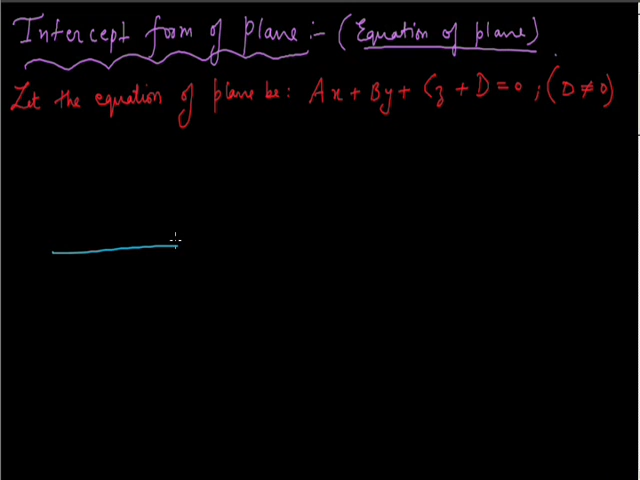 Intercept form of Plane :- (Equation of plane).
Let the equation of plane be: Ax + By + Cz + D = 0 ; (D ≠ 0)